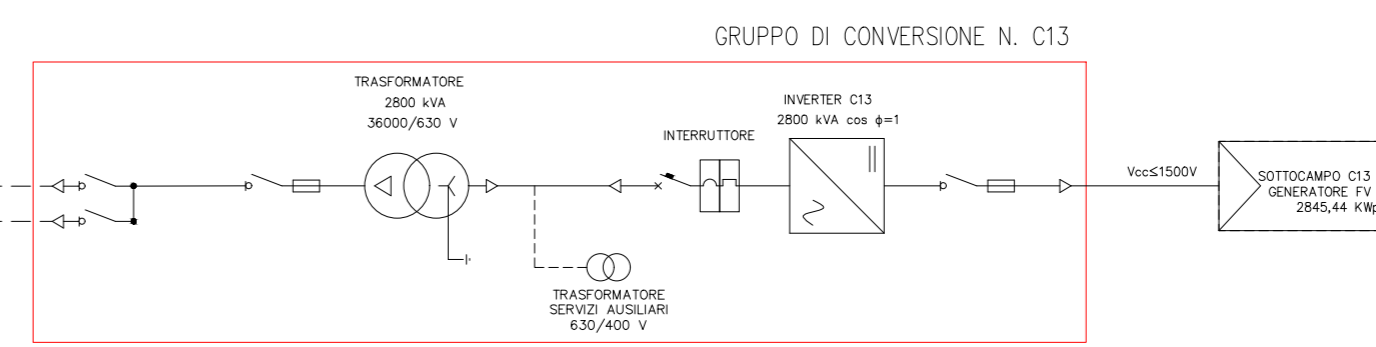 GRUPPO DI CONVERSIONE N. C13
TRASFORMATORE
2800 kVA
36000/630 V
INTERRUTTORE
INVERTER C13
2800 kVA cos ϕ=1
Vcc≤1500V
SOTTOCAMPO C13
GENERATORE FV
2845,44 KWp
TRASFORMATORE
SERVIZI AUSILIARI
630/400 V